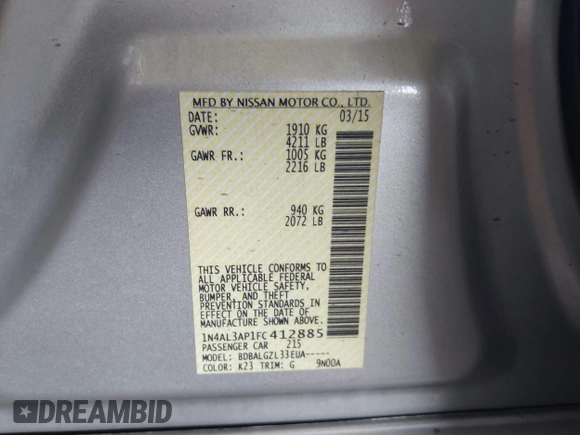 MFD BY NISSAN MOTOR CO., LTD.
DATE: 03/15
GVWR: 1910 KG
4211 LB
GAWR FR.: 1005 KG
2216 LB
GAWR RR.: 940 KG
2072 LB
THIS VEHICLE CONFORMS TO
ALL APPLICABLE FEDERAL
MOTOR VEHICLE SAFETY,
BUMPER, AND THEFT
PREVENTION STANDARDS IN
EFFECT ON THE DATE OF
MANUFACTURE SHOWN ABOVE.
1N4AL3AP1FC412885
PASSENGER CAR 215
MODEL: BDBALGZL33EUA-----
COLOR: K23 TRIM: G 9N00A
DREAMBID